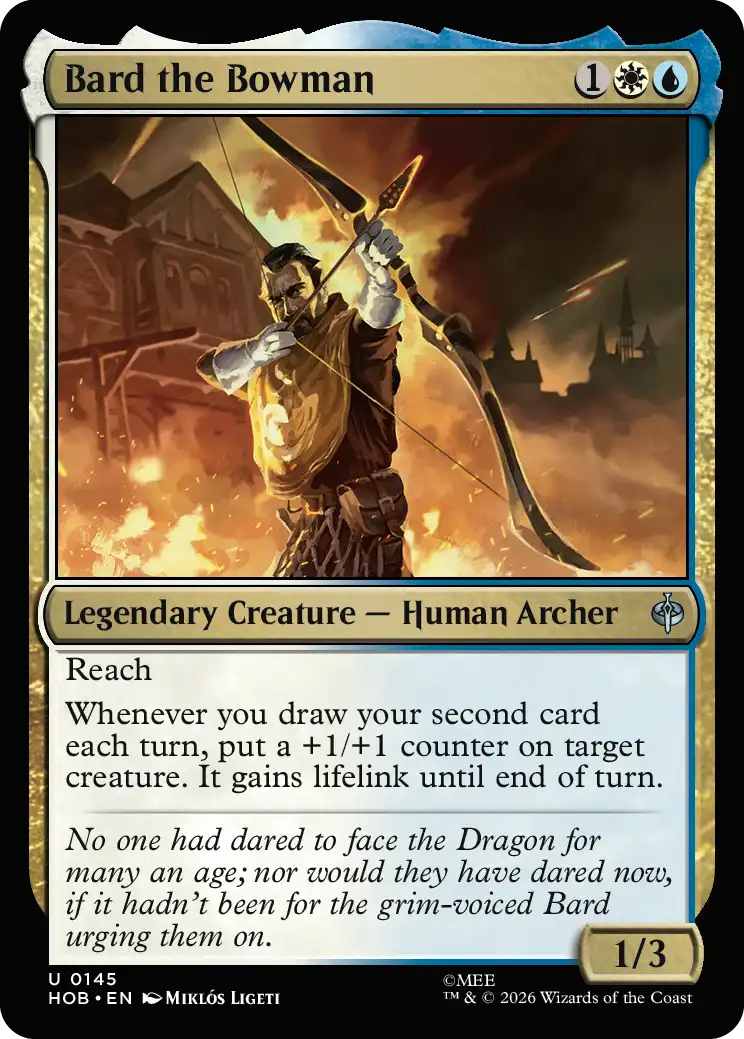 Bard the Bowman 1
Legendary Creature — Human Archer
Reach
Whenever you draw your second card
each turn, put a +1/+1 counter on target
creature. It gains lifelink until end of turn.
No one had dared to face the Dragon for
many an age; nor would they have dared now,
if it hadn't been for the grim-voiced Bard
urging them on.
1/3
U 0145
HOB • EN Miklós Ligeti
©MEE
™ & © 2026 Wizards of the Coast